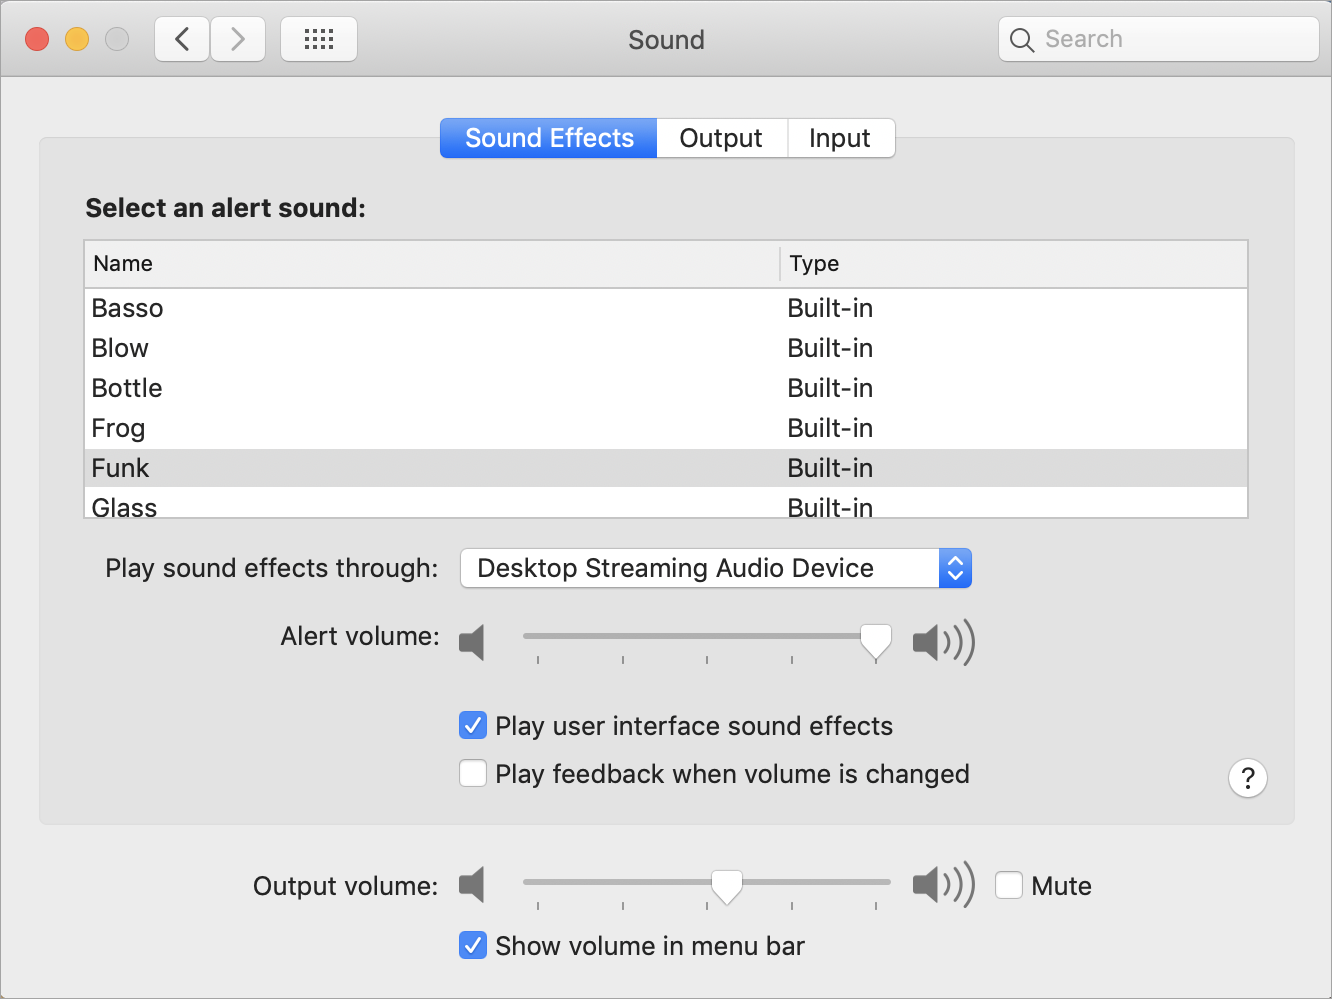 Sound
Search
Sound Effects Output Input
Select an alert sound:
Name Type
Basso Built-in
Blow Built-in
Bottle Built-in
Frog Built-in
Funk Built-in
Glass Built-in
Play sound effects through: Desktop Streaming Audio Device
Alert volume:
Play user interface sound effects
Play feedback when volume is changed
?
Output volume: Mute
Show volume in menu bar